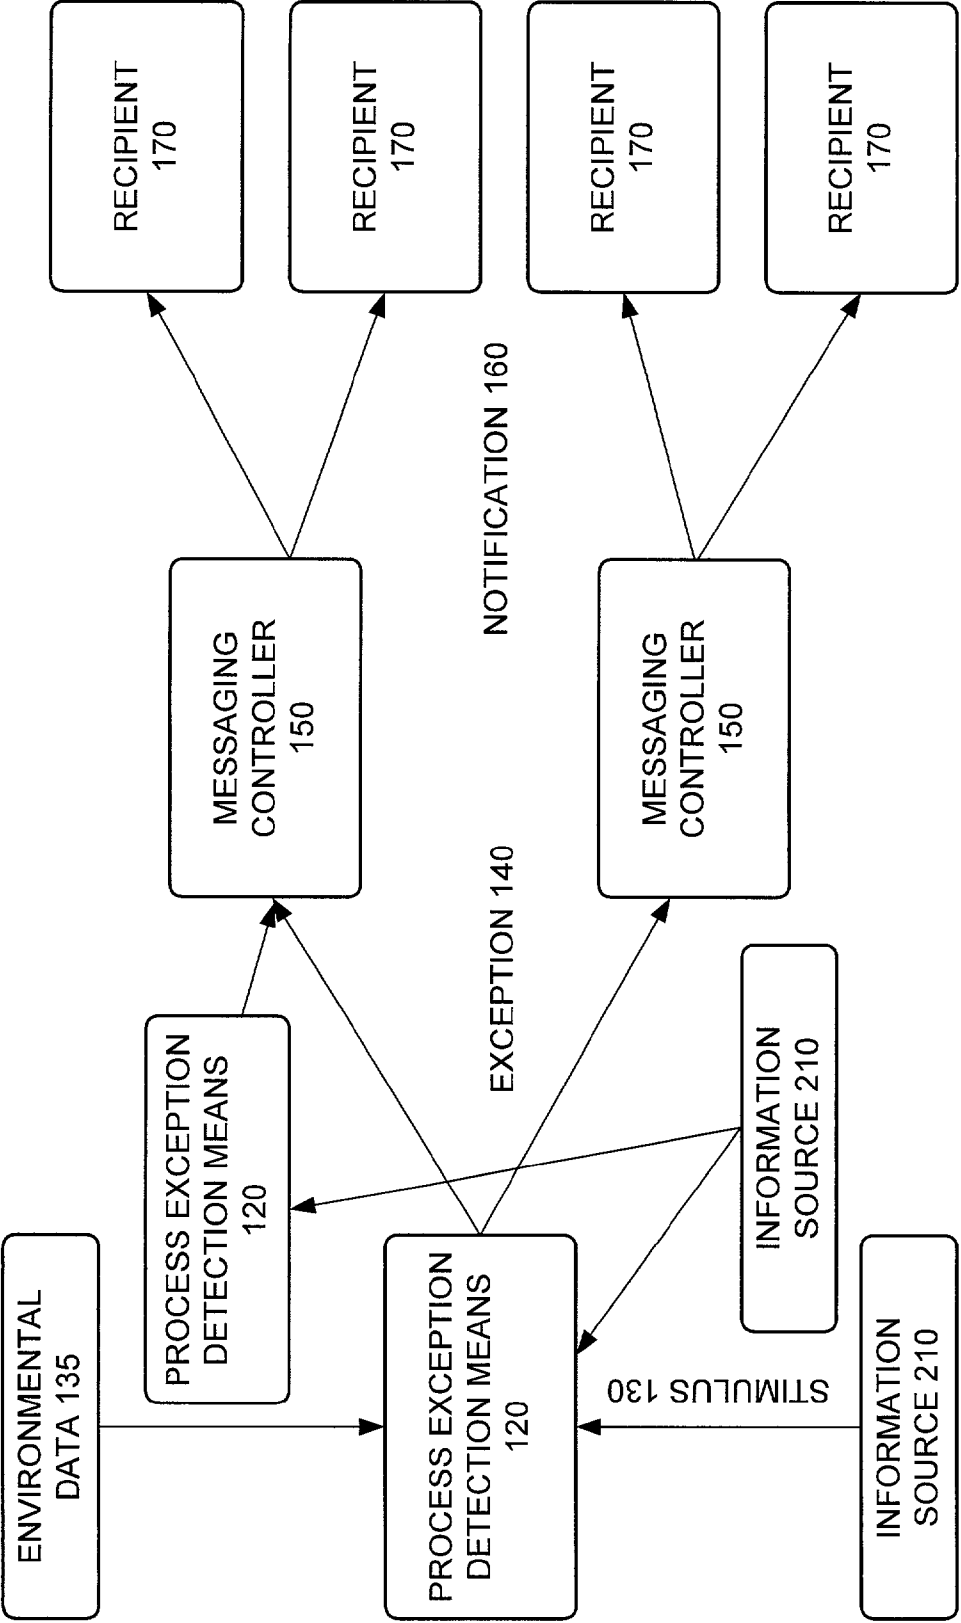 ENVIRONMENTAL
DATA 135
PROCESS EXCEPTION
DETECTION MEANS
120
PROCESS EXCEPTION
DETECTION MEANS
120
STIMULUS 130
INFORMATION
SOURCE 210
INFORMATION
SOURCE 210
EXCEPTION 140
MESSAGING
CONTROLLER
150
MESSAGING
CONTROLLER
150
NOTIFICATION 160
RECIPIENT
170
RECIPIENT
170
RECIPIENT
170
RECIPIENT
170